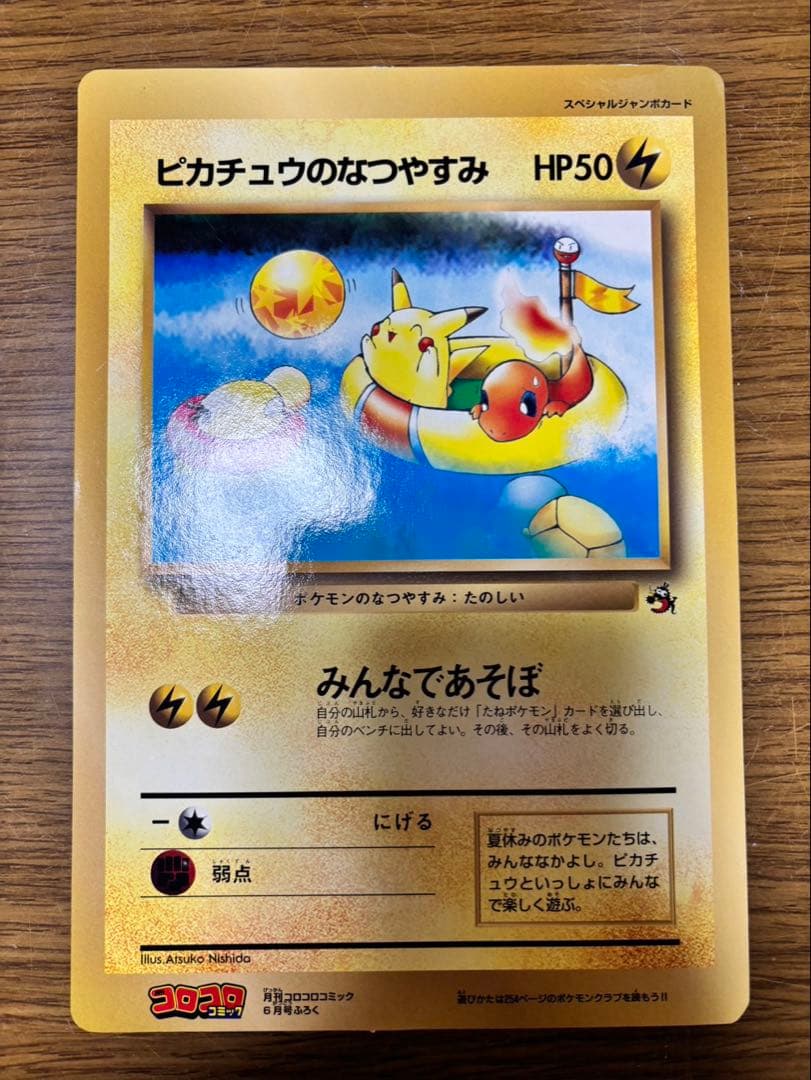 スペシャルジャンボカード
ピカチュウのなつやすみ HP50
ポケモンのなつやすみ：たのしい
みんなであそぼ
自分の山札から、好きなだけ「たねポケモン」カードを選び出し、
自分のベンチに出してよい。その後、その山札をよく切る。
ー にげる
弱点
夏休みのポケモンたちは、
みんななかよし。ピカチ
ュウといっしょにみんな
で楽しく遊ぶ。
Illus.Atsuko Nishida
コロコロ
コミック
月刊コロコロコミック
6月号ふろく
遊びかたは254ページのポケモンクラブを読もう!!